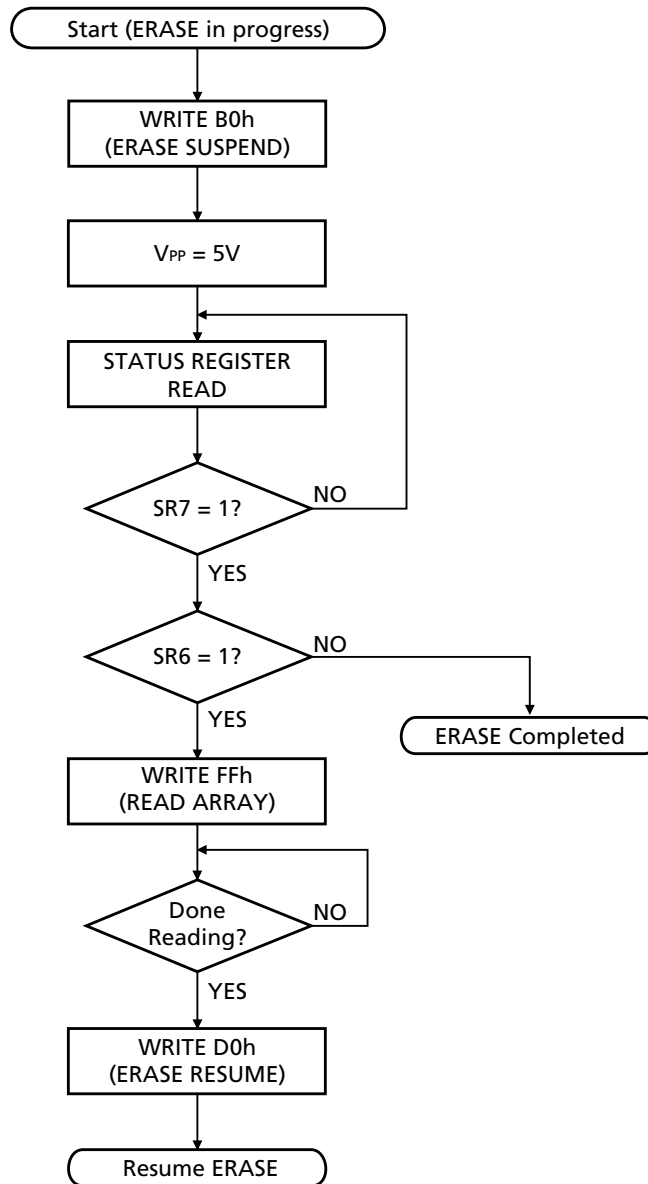 Start (ERASE in progress)
WRITE B0h
(ERASE SUSPEND)
VPP = 5V
STATUS REGISTER
READ
SR7 = 1?
NO
YES
SR6 = 1?
NO
YES
ERASE Completed
WRITE FFh
(READ ARRAY)
Done
Reading?
NO
YES
WRITE D0h
(ERASE RESUME)
Resume ERASE